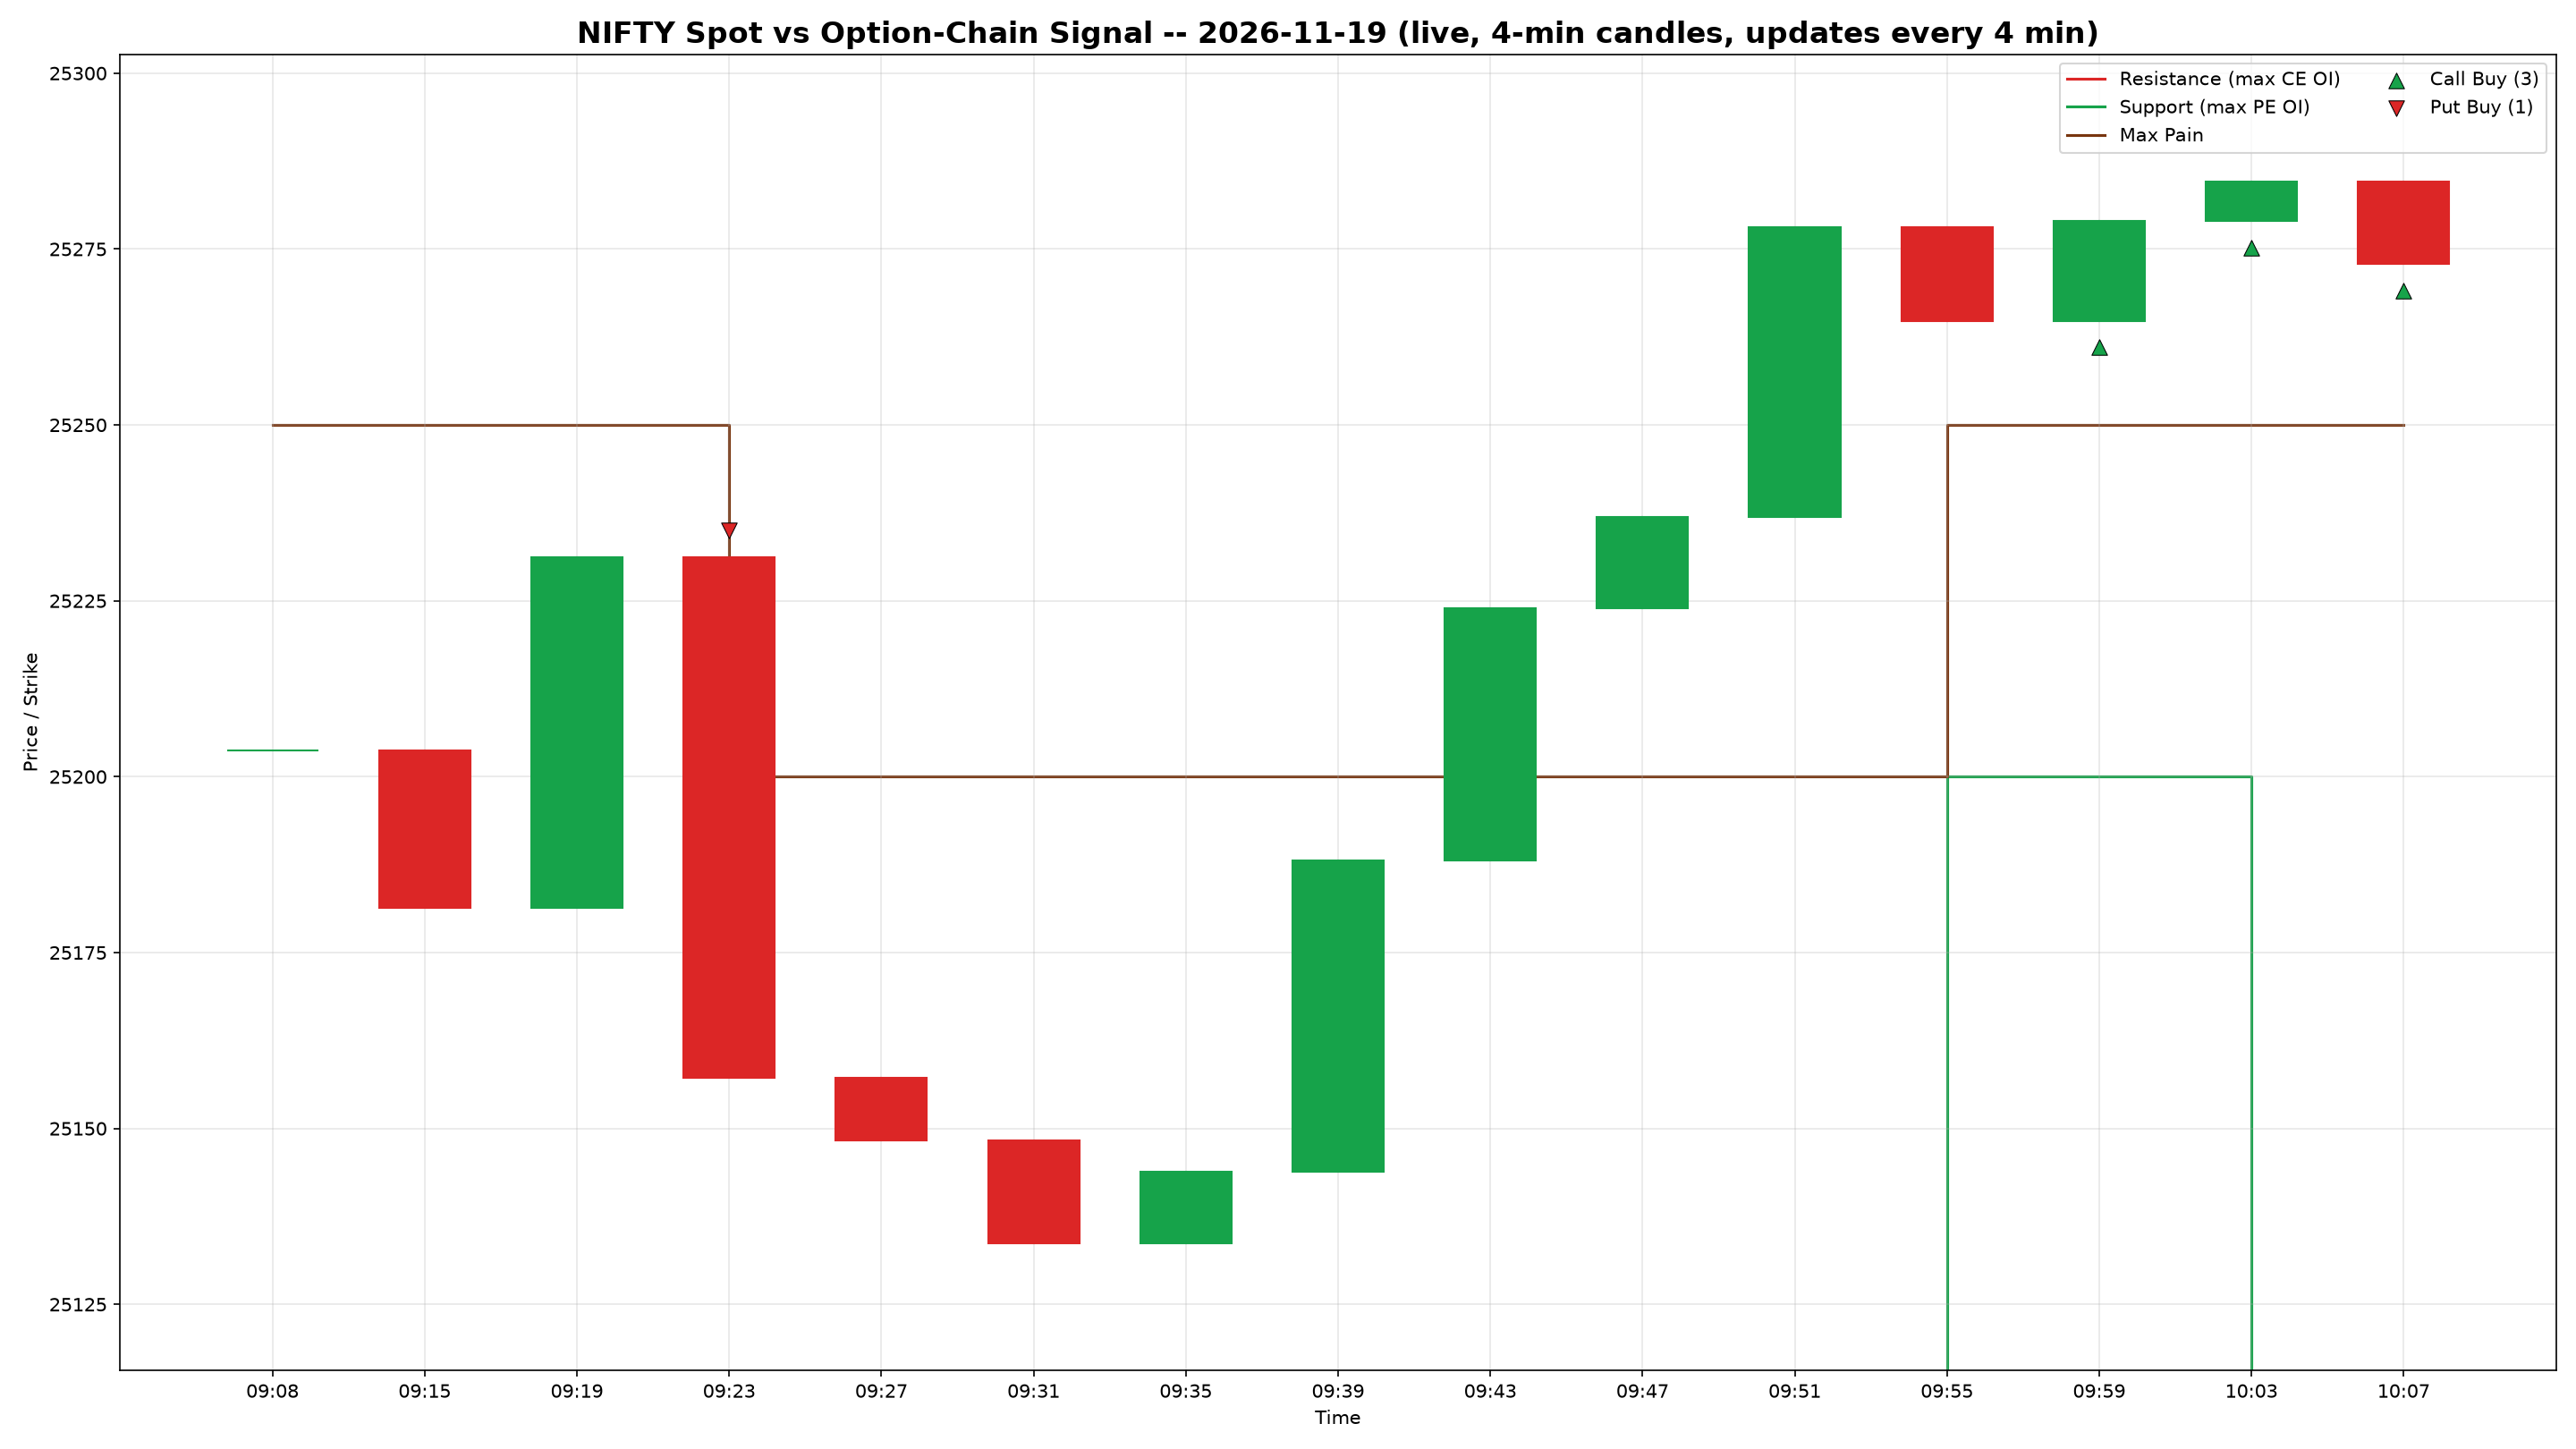 NIFTY Spot vs Option-Chain Signal -- 2026-11-19 (live, 4-min candles, updates every 4 min)
Resistance (max CE OI)
Support (max PE OI)
Max Pain
Call Buy (3)
Put Buy (1)
Price / Strike
25300
25275
25250
25225
25200
25175
25150
25125
09:08 09:15 09:19 09:23 09:27 09:31 09:35 09:39 09:43 09:47 09:51 09:55 09:59 10:03 10:07
Time